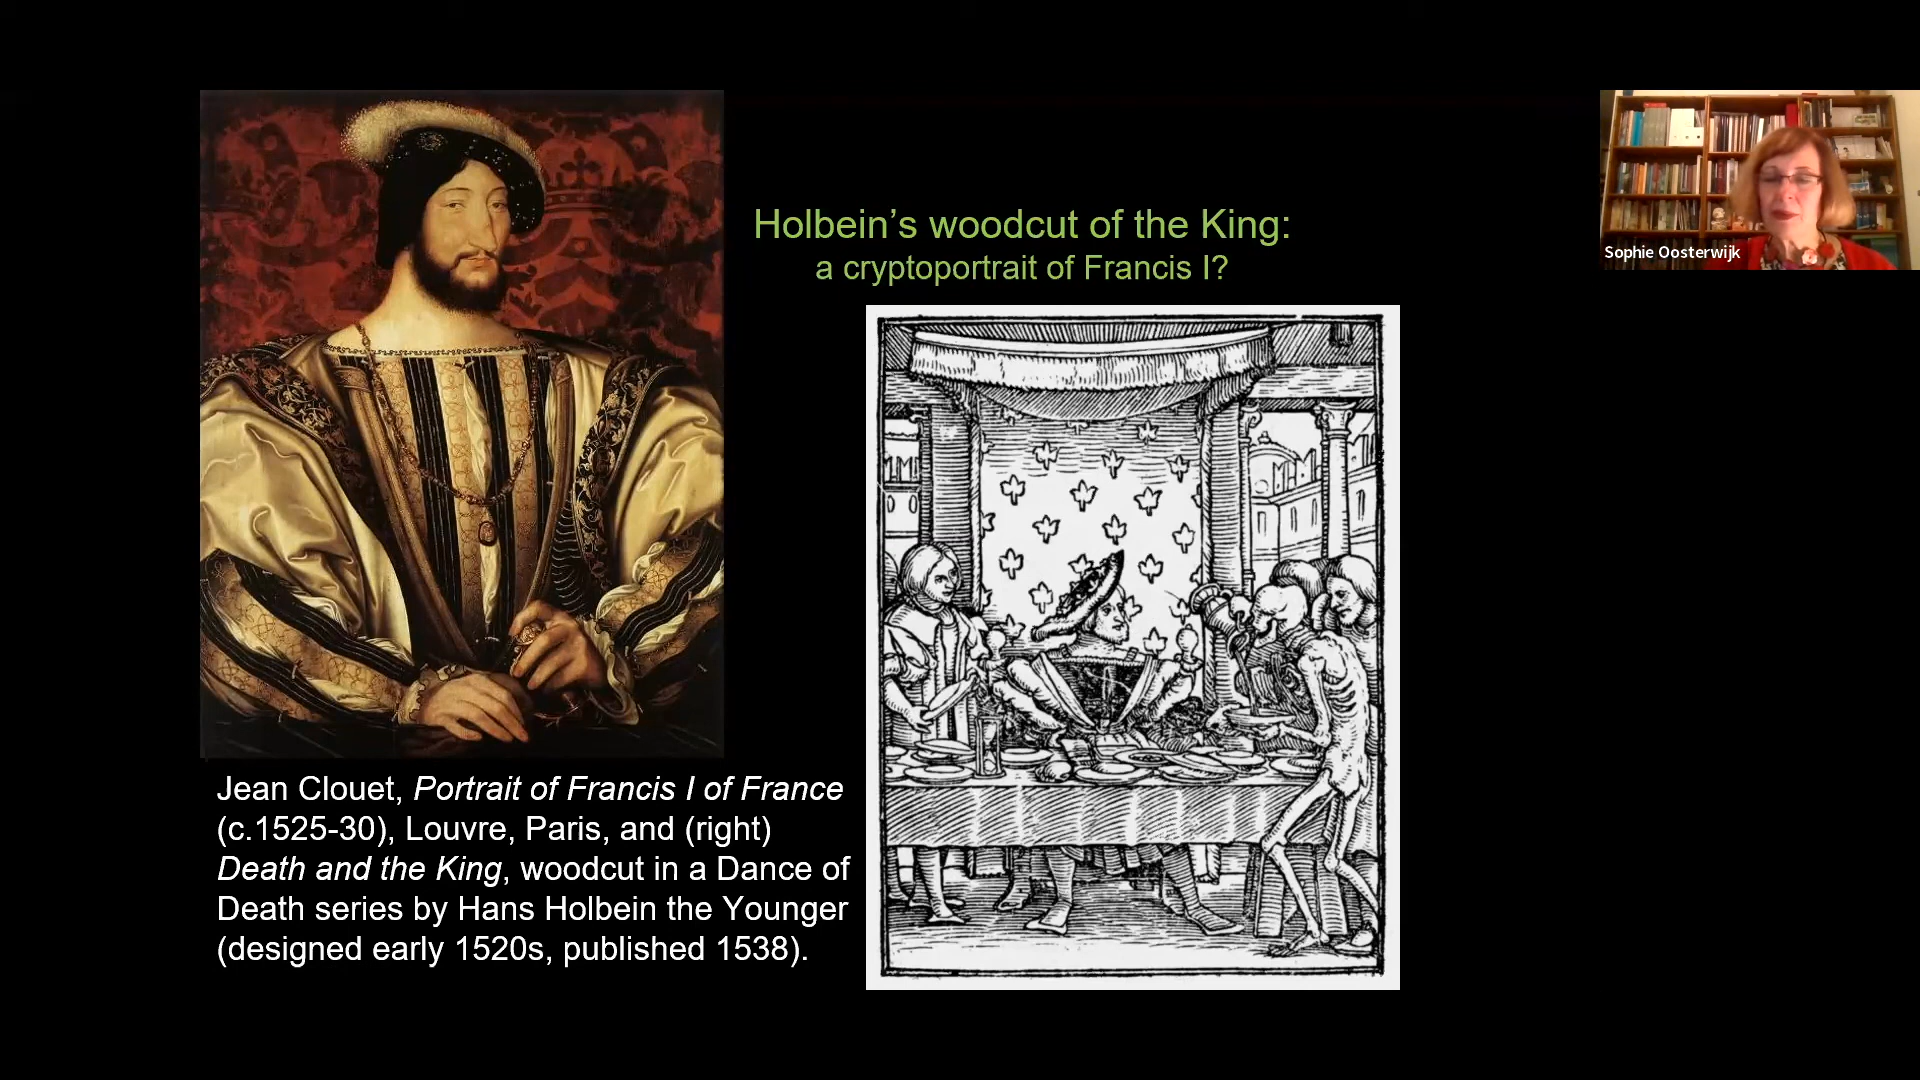 Holbein’s woodcut of the King:
a cryptoportrait of Francis I?
Sophie Oosterwijk
Jean Clouet, Portrait of Francis I of France
(c.1525-30), Louvre, Paris, and (right)
Death and the King, woodcut in a Dance of
Death series by Hans Holbein the Younger
(designed early 1520s, published 1538).